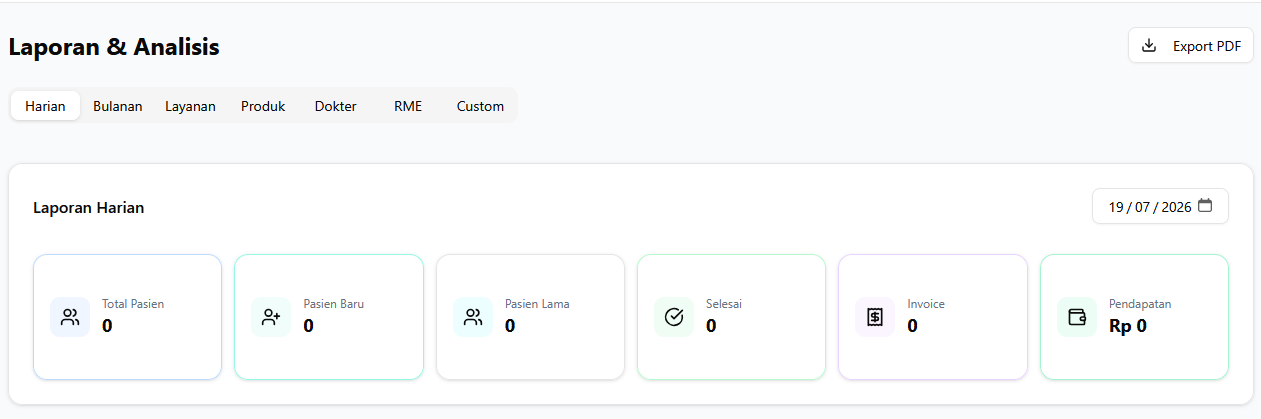 Laporan & Analisis
Export PDF
Harian Bulanan Layanan Produk Dokter RME Custom
Laporan Harian
19 / 07 / 2026
Total Pasien
0
Pasien Baru
0
Pasien Lama
0
Selesai
0
Invoice
0
Pendapatan
Rp 0